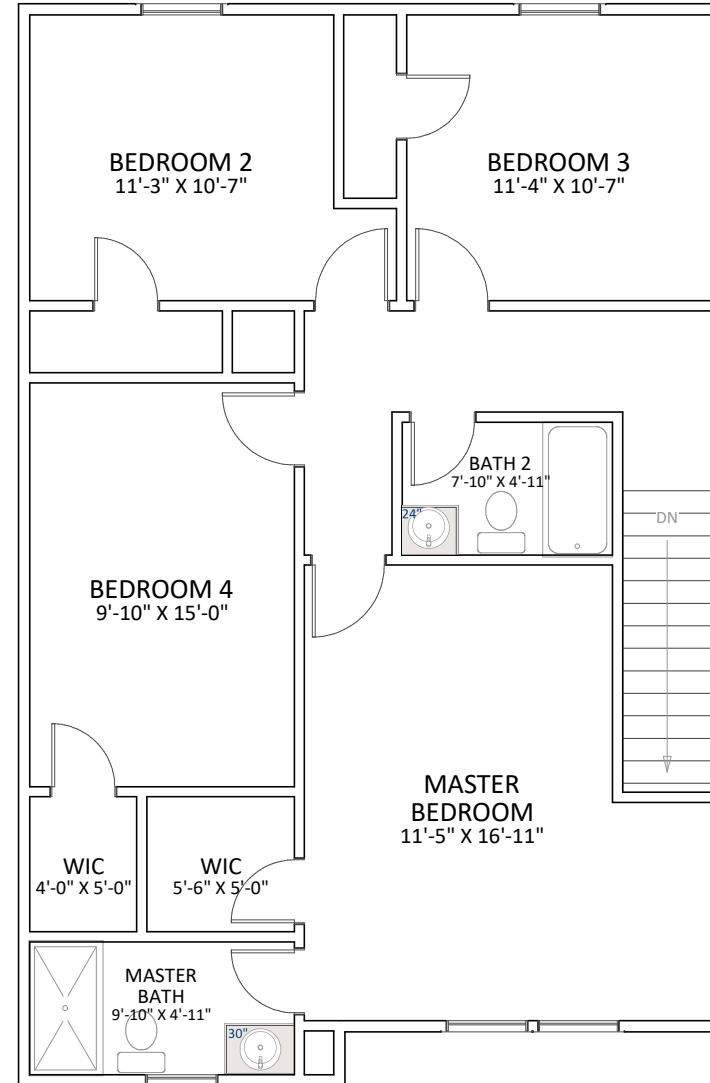 BEDROOM 2
11'-3" X 10'-7"
BEDROOM 3
11'-4" X 10'-7"
BATH 2
7'-10" X 4'-11"
24"
DN
BEDROOM 4
9'-10" X 15'-0"
MASTER
BEDROOM
11'-5" X 16'-11"
WIC
4'-0" X 5'-0"
WIC
5'-6" X 5'-0"
MASTER
BATH
9'-10" X 4'-11"
30"